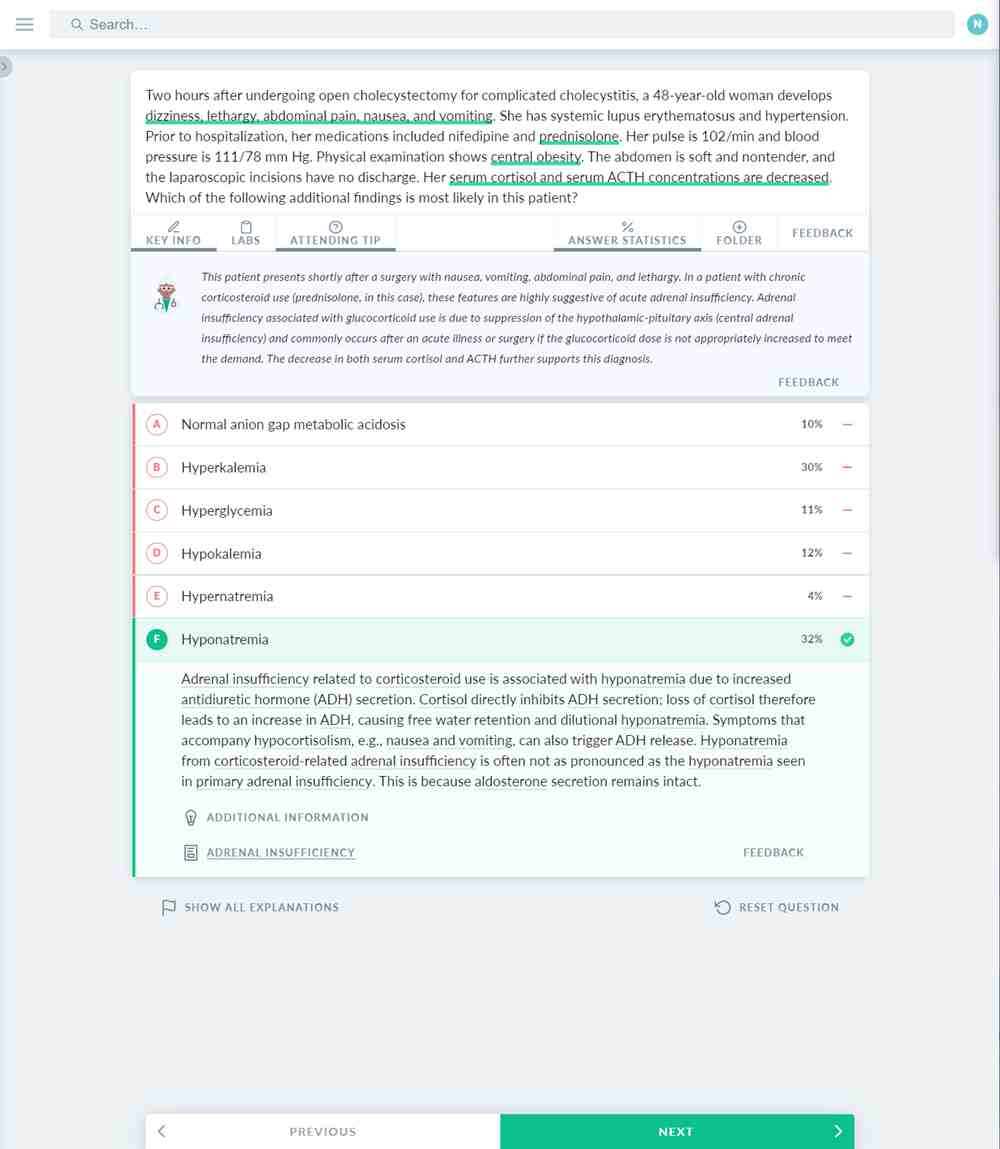 Search...
N
Two hours after undergoing open cholecystectomy for complicated cholecystitis, a 48-year-old woman develops
dizziness, lethargy, abdominal pain, nausea, and vomiting. She has systemic lupus erythematosus and hypertension.
Prior to hospitalization, her medications included nifedipine and prednisolone. Her pulse is 102/min and blood
pressure is 111/78 mm Hg. Physical examination shows central obesity. The abdomen is soft and nontender, and
the laparoscopic incisions have no discharge. Her serum cortisol and serum ACTH concentrations are decreased.
Which of the following additional findings is most likely in this patient?
KEY INFO LABS ATTENDING TIP ANSWER STATISTICS FOLDER FEEDBACK
This patient presents shortly after a surgery with nausea, vomiting, abdominal pain, and lethargy. In a patient with chronic
corticosteroid use (prednisolone, in this case), these features are highly suggestive of acute adrenal insufficiency. Adrenal
insufficiency associated with glucocorticoid use is due to suppression of the hypothalamic-pituitary axis (central adrenal
insufficiency) and commonly occurs after an acute illness or surgery if the glucocorticoid dose is not appropriately increased to meet
the demand. The decrease in both serum cortisol and ACTH further supports this diagnosis.
FEEDBACK
A Normal anion gap metabolic acidosis 10%
B Hyperkalemia 30%
C Hyperglycemia 11%
D Hypokalemia 12%
E Hypernatremia 4%
F Hyponatremia 32%
Adrenal insufficiency related to corticosteroid use is associated with hyponatremia due to increased
antidiuretic hormone (ADH) secretion. Cortisol directly inhibits ADH secretion; loss of cortisol therefore
leads to an increase in ADH, causing free water retention and dilutional hyponatremia. Symptoms that
accompany hypocortisolism, e.g., nausea and vomiting, can also trigger ADH release. Hyponatremia
from corticosteroid-related adrenal insufficiency is often not as pronounced as the hyponatremia seen
in primary adrenal insufficiency. This is because aldosterone secretion remains intact.
ADDITIONAL INFORMATION
ADRENAL INSUFFICIENCY FEEDBACK
SHOW ALL EXPLANATIONS RESET QUESTION
PREVIOUS NEXT